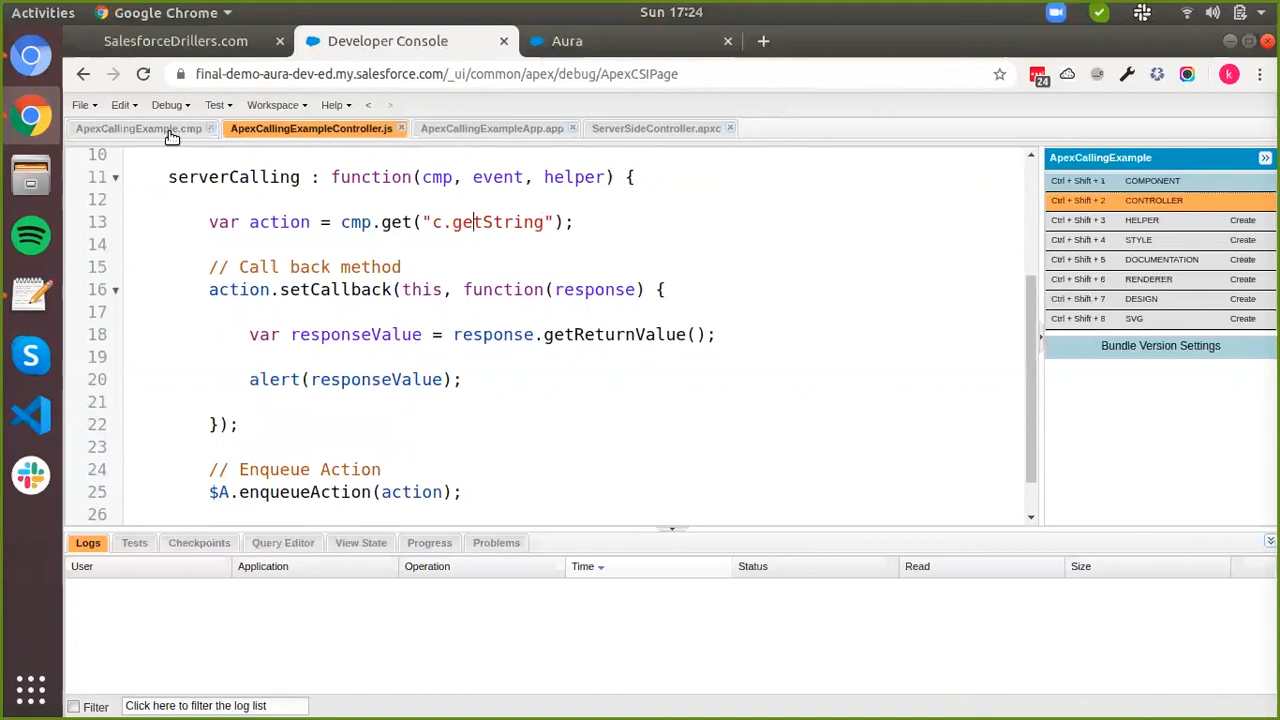 Activities
Google Chrome
Sun 17:24
SalesforceDrillers.com
Developer Console
Aura
final-demo-aura-dev-ed.my.salesforce.com/_ui/common/apex/debug/ApexCSIPage
24
k
File
Edit
Debug
Test
Workspace
Help
<
>
ApexCallingExample.cmp
ApexCallingExampleController.js
ApexCallingExampleApp.app
ServerSideController.apxc
10
11 serverCalling : function(cmp, event, helper) {
12
13 var action = cmp.get("c.getString");
14
15 // Call back method
16 action.setCallback(this, function(response) {
17
18 var responseValue = response.getReturnValue();
19
20 alert(responseValue);
21
22 });
23
24 // Enqueue Action
25 $A.enqueueAction(action);
26
ApexCallingExample
Ctrl + Shift + 1 COMPONENT
Ctrl + Shift + 2 CONTROLLER
Ctrl + Shift + 3 HELPER Create
Ctrl + Shift + 4 STYLE Create
Ctrl + Shift + 5 DOCUMENTATION Create
Ctrl + Shift + 6 RENDERER Create
Ctrl + Shift + 7 DESIGN Create
Ctrl + Shift + 8 SVG Create
Bundle Version Settings
Logs
Tests
Checkpoints
Query Editor
View State
Progress
Problems
User
Application
Operation
Time
Status
Read
Size
Filter
Click here to filter the log list